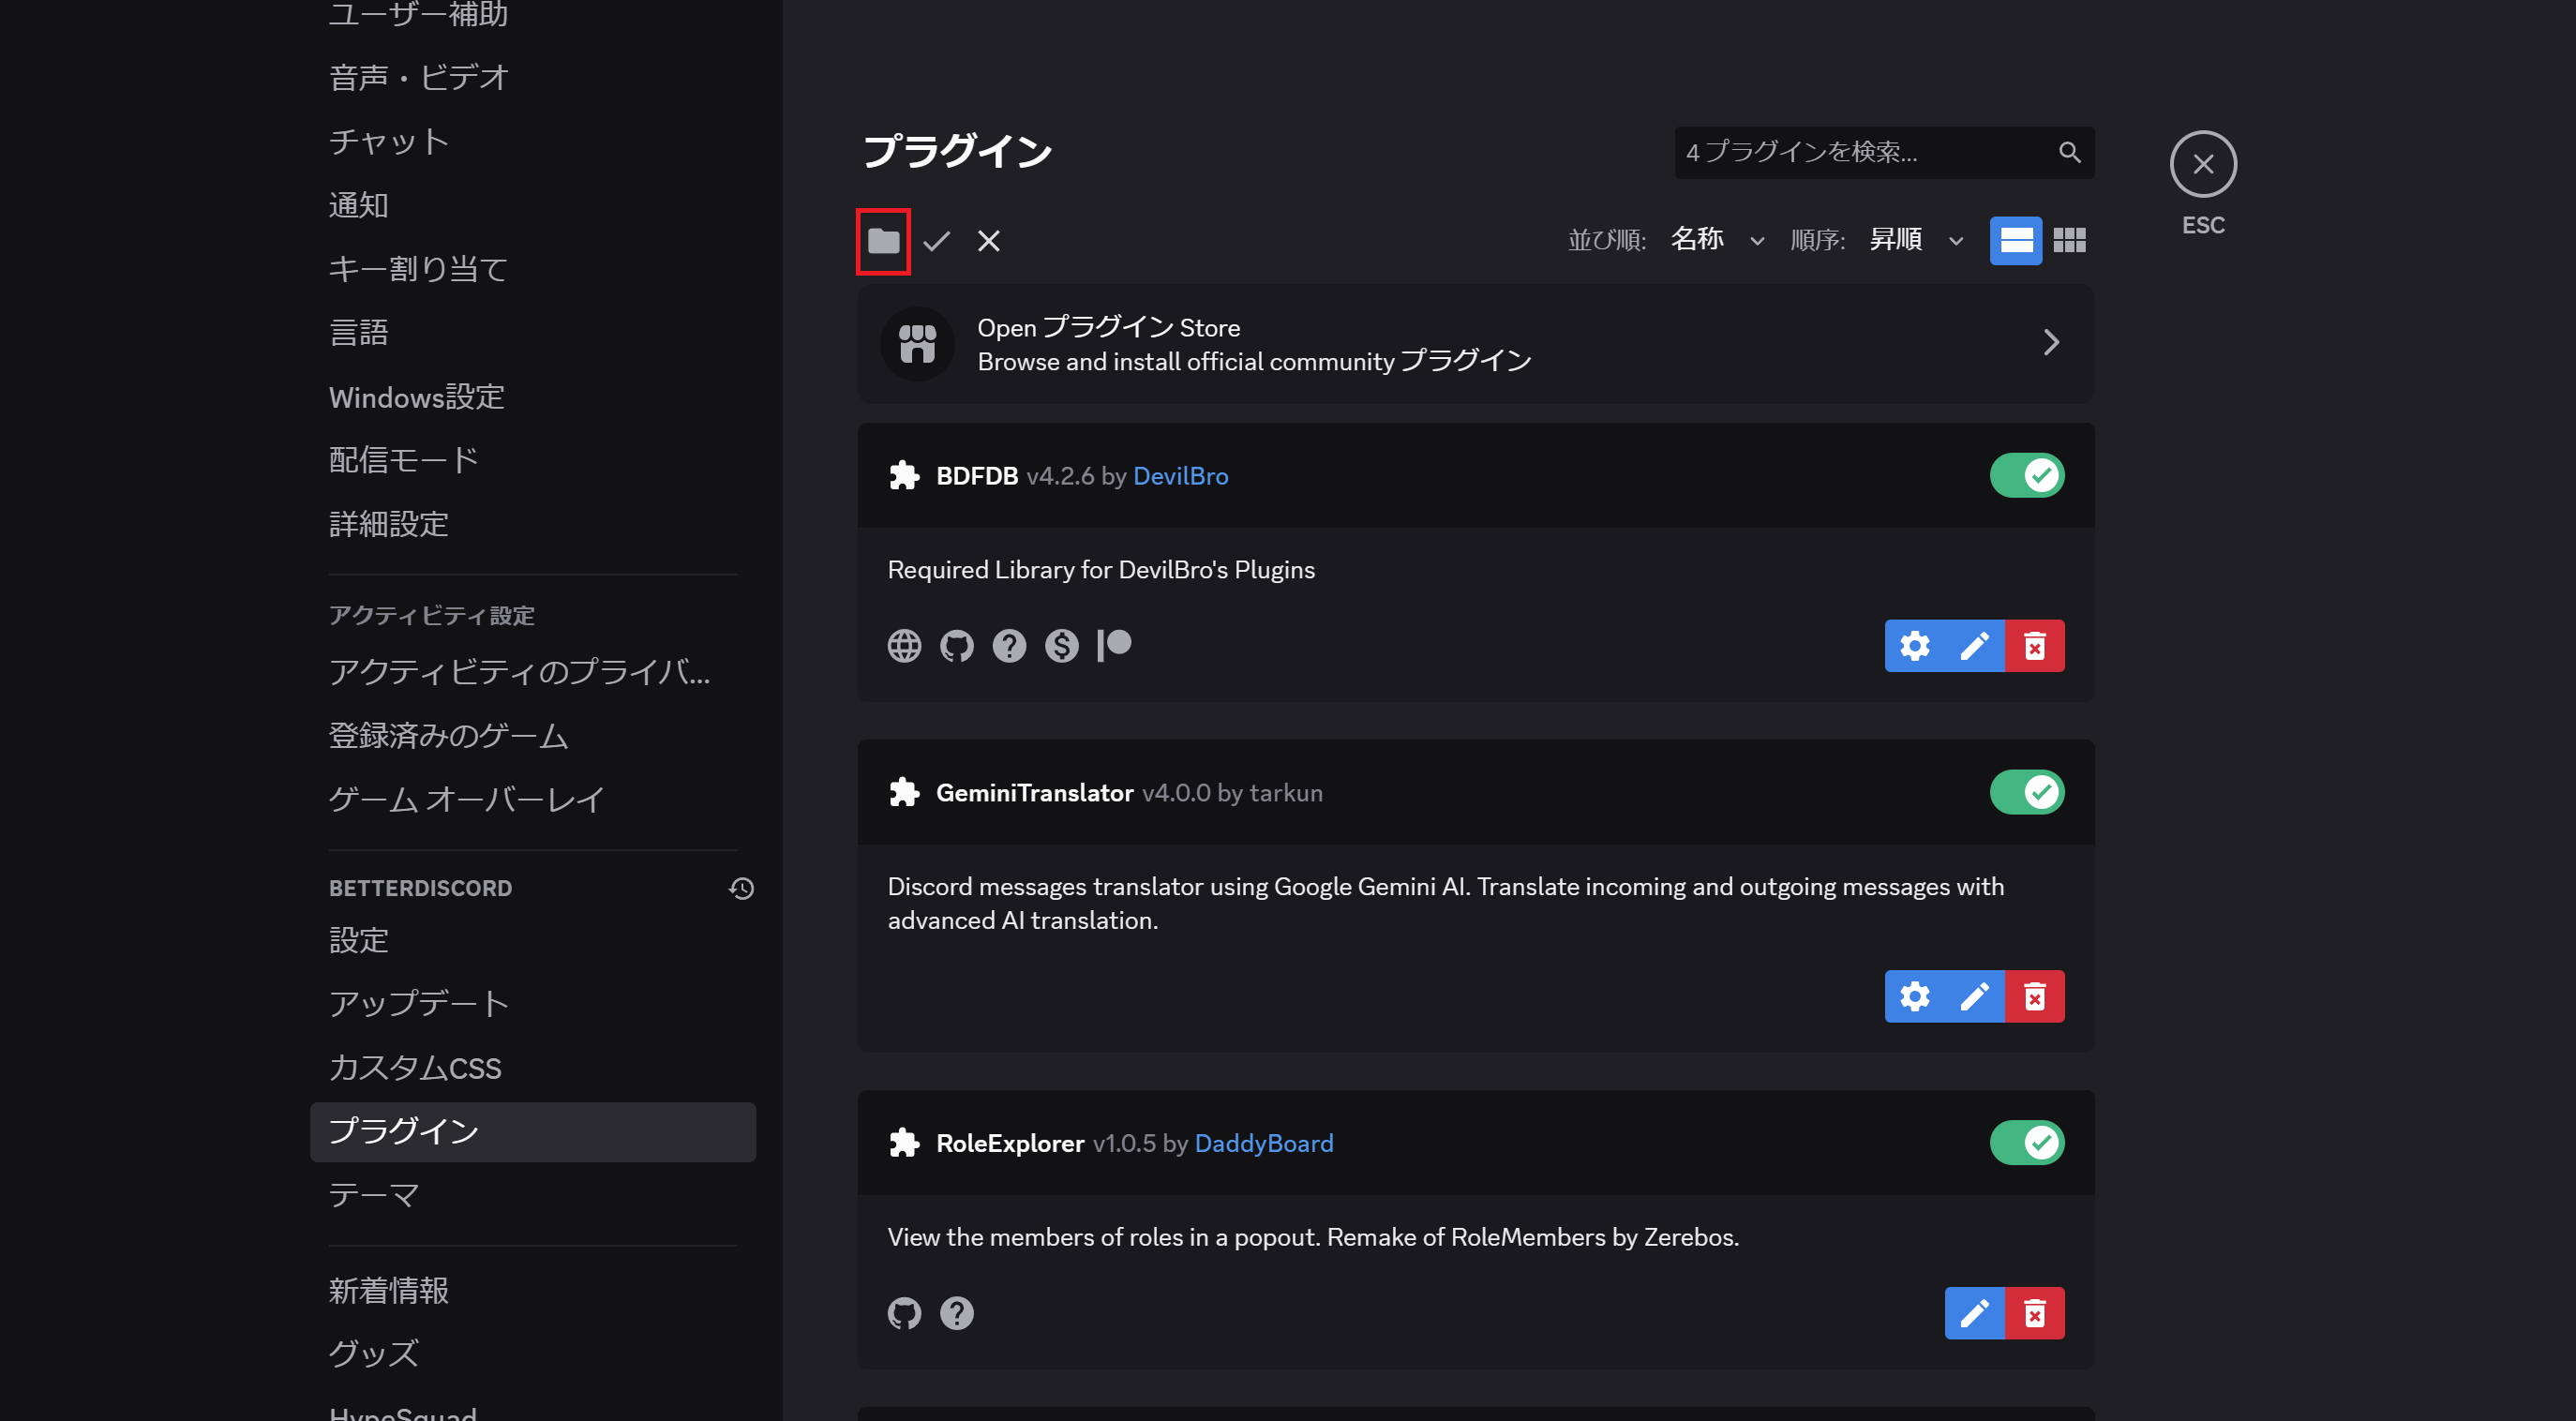 ユーザー補助
音声・ビデオ
チャット
通知
キー割り当て
言語
Windows設定
配信モード
詳細設定
アクティビティ設定
アクティビティのプライバ...
登録済みのゲーム
ゲーム オーバーレイ
BETTERDISCORD
設定
アップデート
カスタムCSS
プラグイン
テーマ
新着情報
グッズ
HypeSquad
プラグイン
4 プラグインを検索...
ESC
並び順: 名称 順序: 昇順
Open プラグイン Store
Browse and install official community プラグイン
BDFDB v4.2.6 by DevilBro
Required Library for DevilBro's Plugins
GeminiTranslator v4.0.0 by tarkun
Discord messages translator using Google Gemini AI. Translate incoming and outgoing messages with
advanced AI translation.
RoleExplorer v1.0.5 by DaddyBoard
View the members of roles in a popout. Remake of RoleMembers by Zerebos.